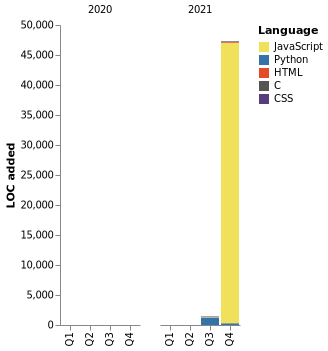 2020
2021
Language
JavaScript
Python
HTML
C
CSS
LOC added
50,000
45,000
40,000
35,000
30,000
25,000
20,000
15,000
10,000
5,000
0
Q1 Q2 Q3 Q4
Q1 Q2 Q3 Q4